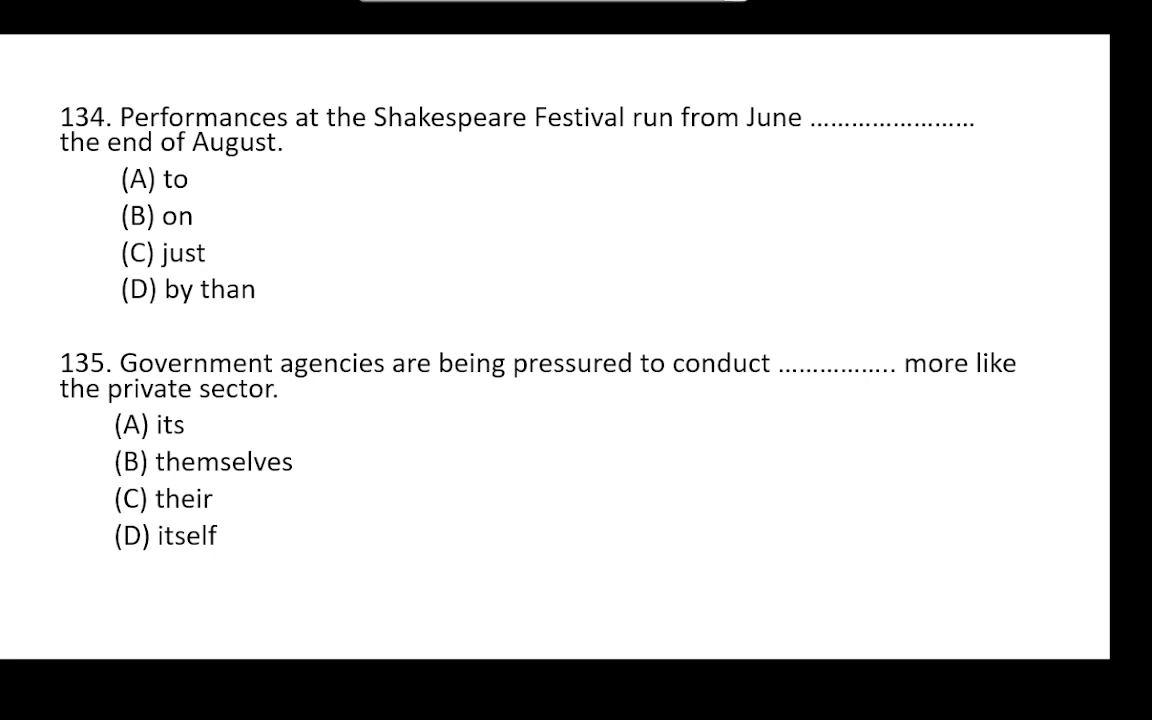 134. Performances at the Shakespeare Festival run from June ........................
the end of August.
(A) to
(B) on
(C) just
(D) by than
135. Government agencies are being pressured to conduct ................. more like
the private sector.
(A) its
(B) themselves
(C) their
(D) itself